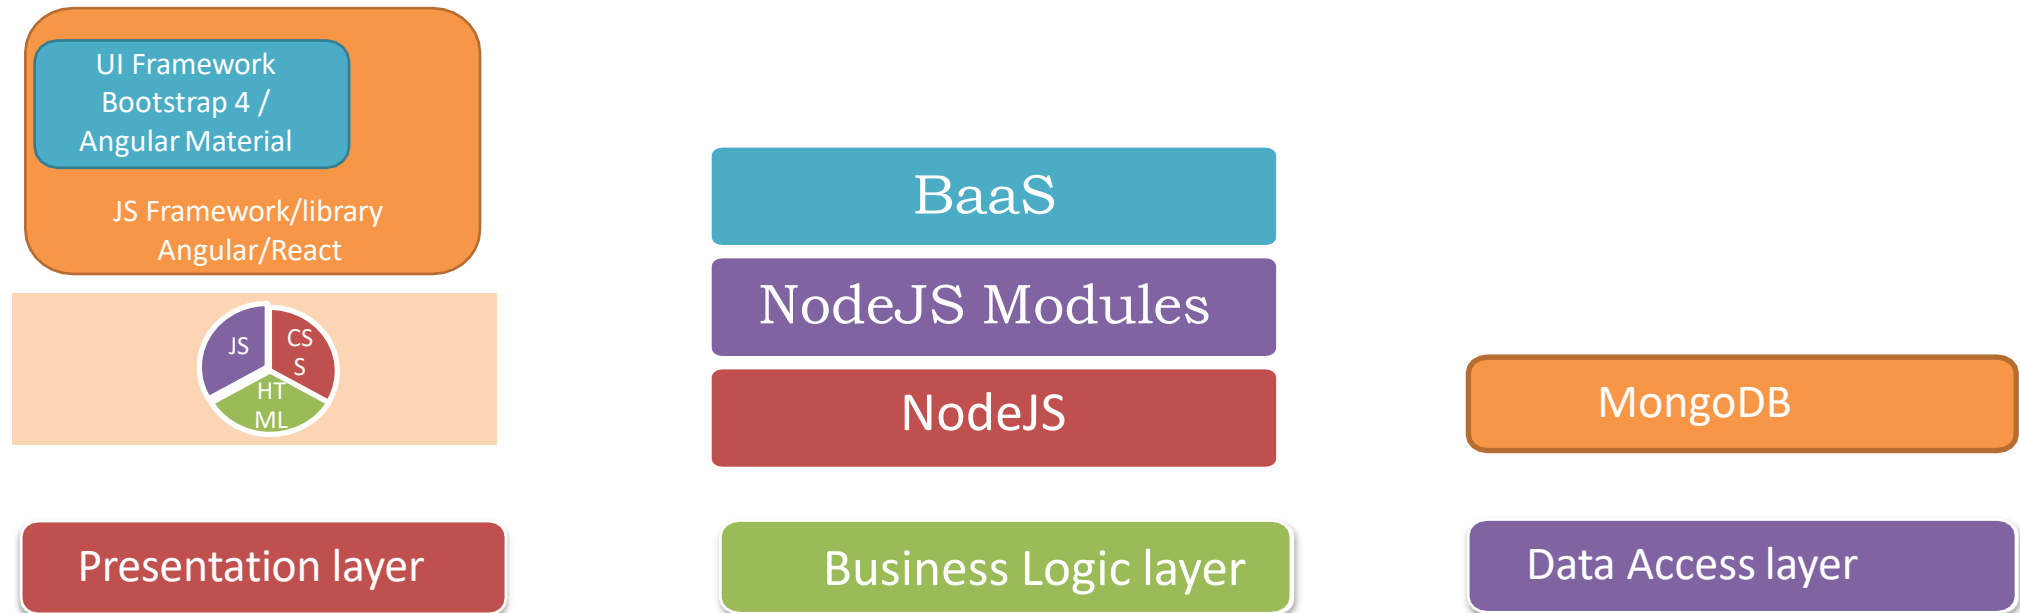 UI Framework
Bootstrap 4 /
Angular Material
JS Framework/library
Angular/React
JS
CS
S
HT
ML
Presentation layer
BaaS
NodeJS Modules
NodeJS
Business Logic layer
MongoDB
Data Access layer